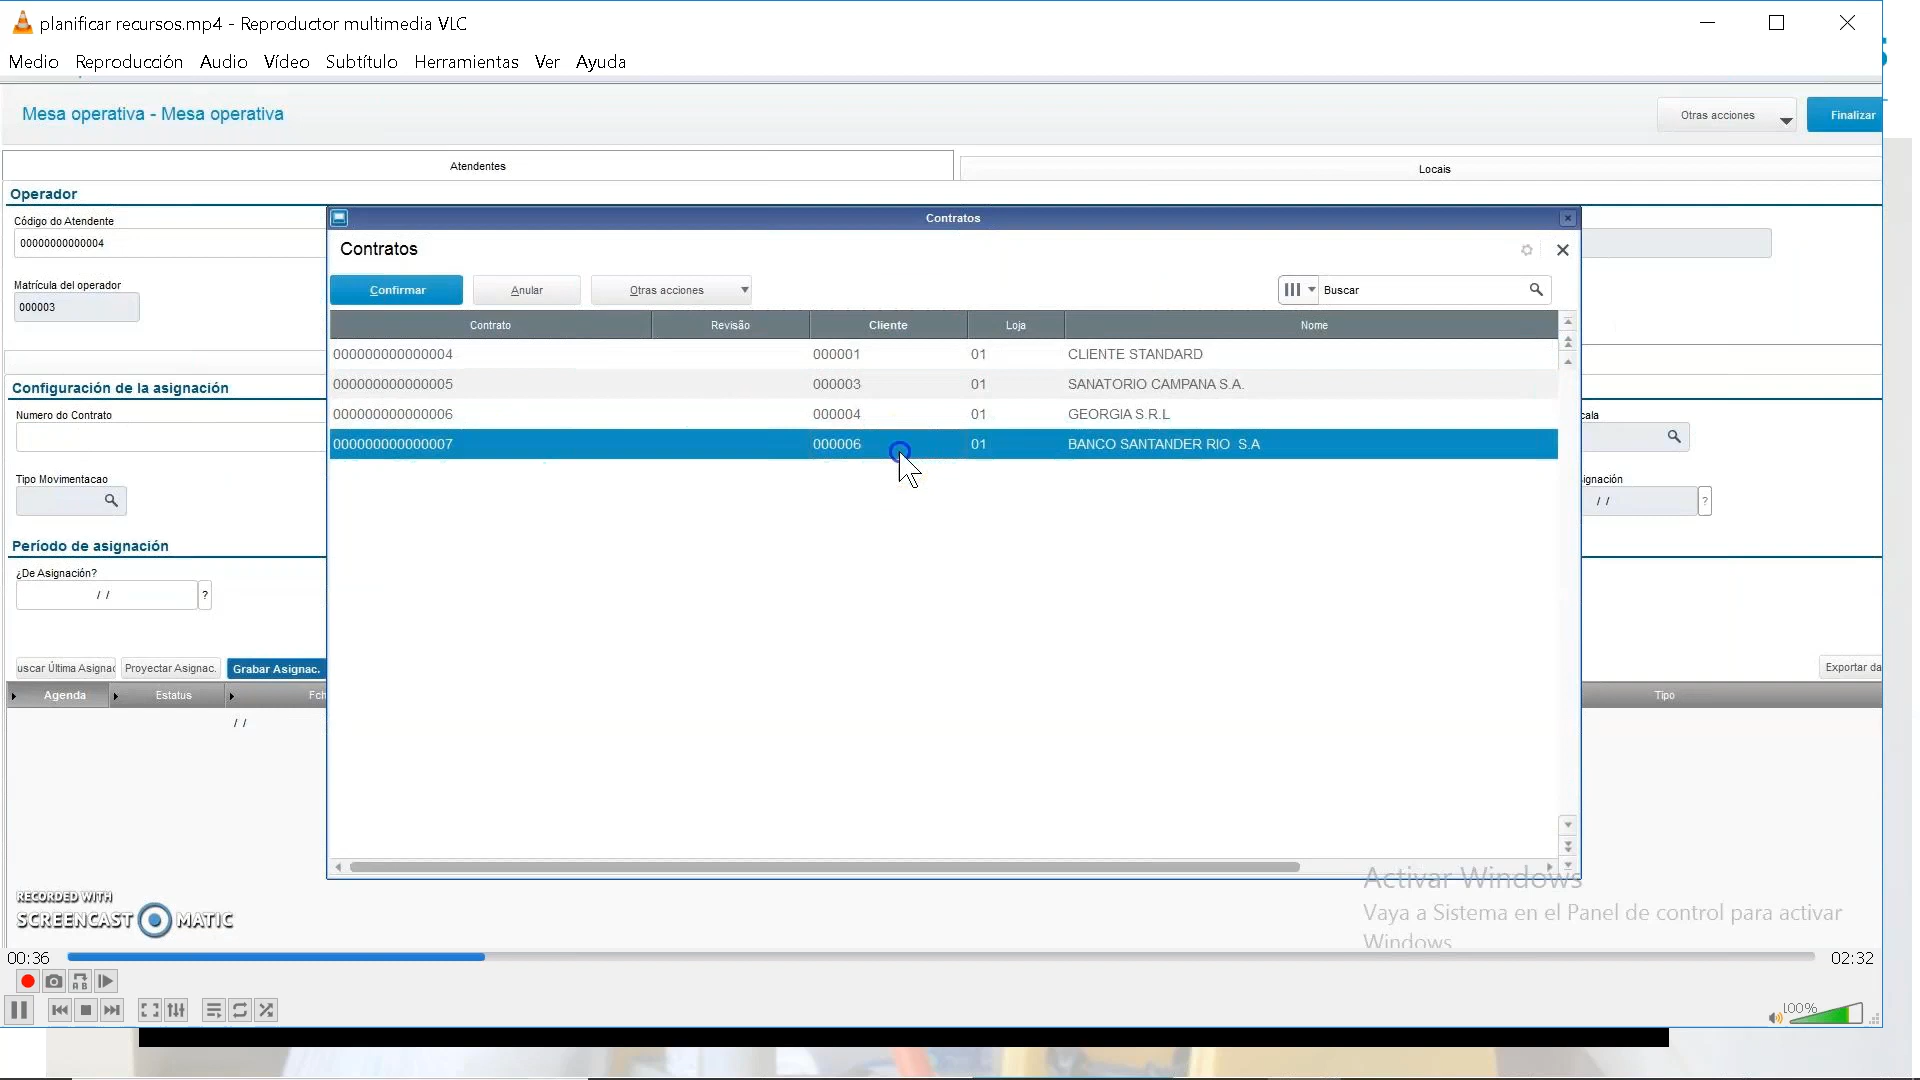 planificar recursos.mp4 - Reproductor multimedia VLC
Medio Reproducción Audio Vídeo Subtítulo Herramientas Ver Ayuda
Mesa operativa - Mesa operativa
Otras acciones
Finalizar
Atendentes
Locais
Operador
Código do Atendente
00000000000004
Matrícula del operador
000003
Configuración de la asignación
Numero do Contrato
Tipo Movimentacao
Período de asignación
¿De Asignación?
/ /
?
cala
ignación
/ /
?
Contratos
Contratos
Confirmar
Anular
Otras acciones
Buscar
Contrato Revisão Cliente Loja Nome
000000000000004 000001 01 CLIENTE STANDARD
000000000000005 000003 01 SANATORIO CAMPANA S.A.
000000000000006 000004 01 GEORGIA S.R.L
000000000000007 000006 01 BANCO SANTANDER RIO S.A
uscar Última Asignac Proyectar Asignac. Grabar Asignac.
Exportar da
Agenda Estatus Fch Tipo
/ /
RECORDED WITH
SCREENCAST MATIC
Activar Windows
Vaya a Sistema en el Panel de control para activar
Windows
00:36
02:32
100%